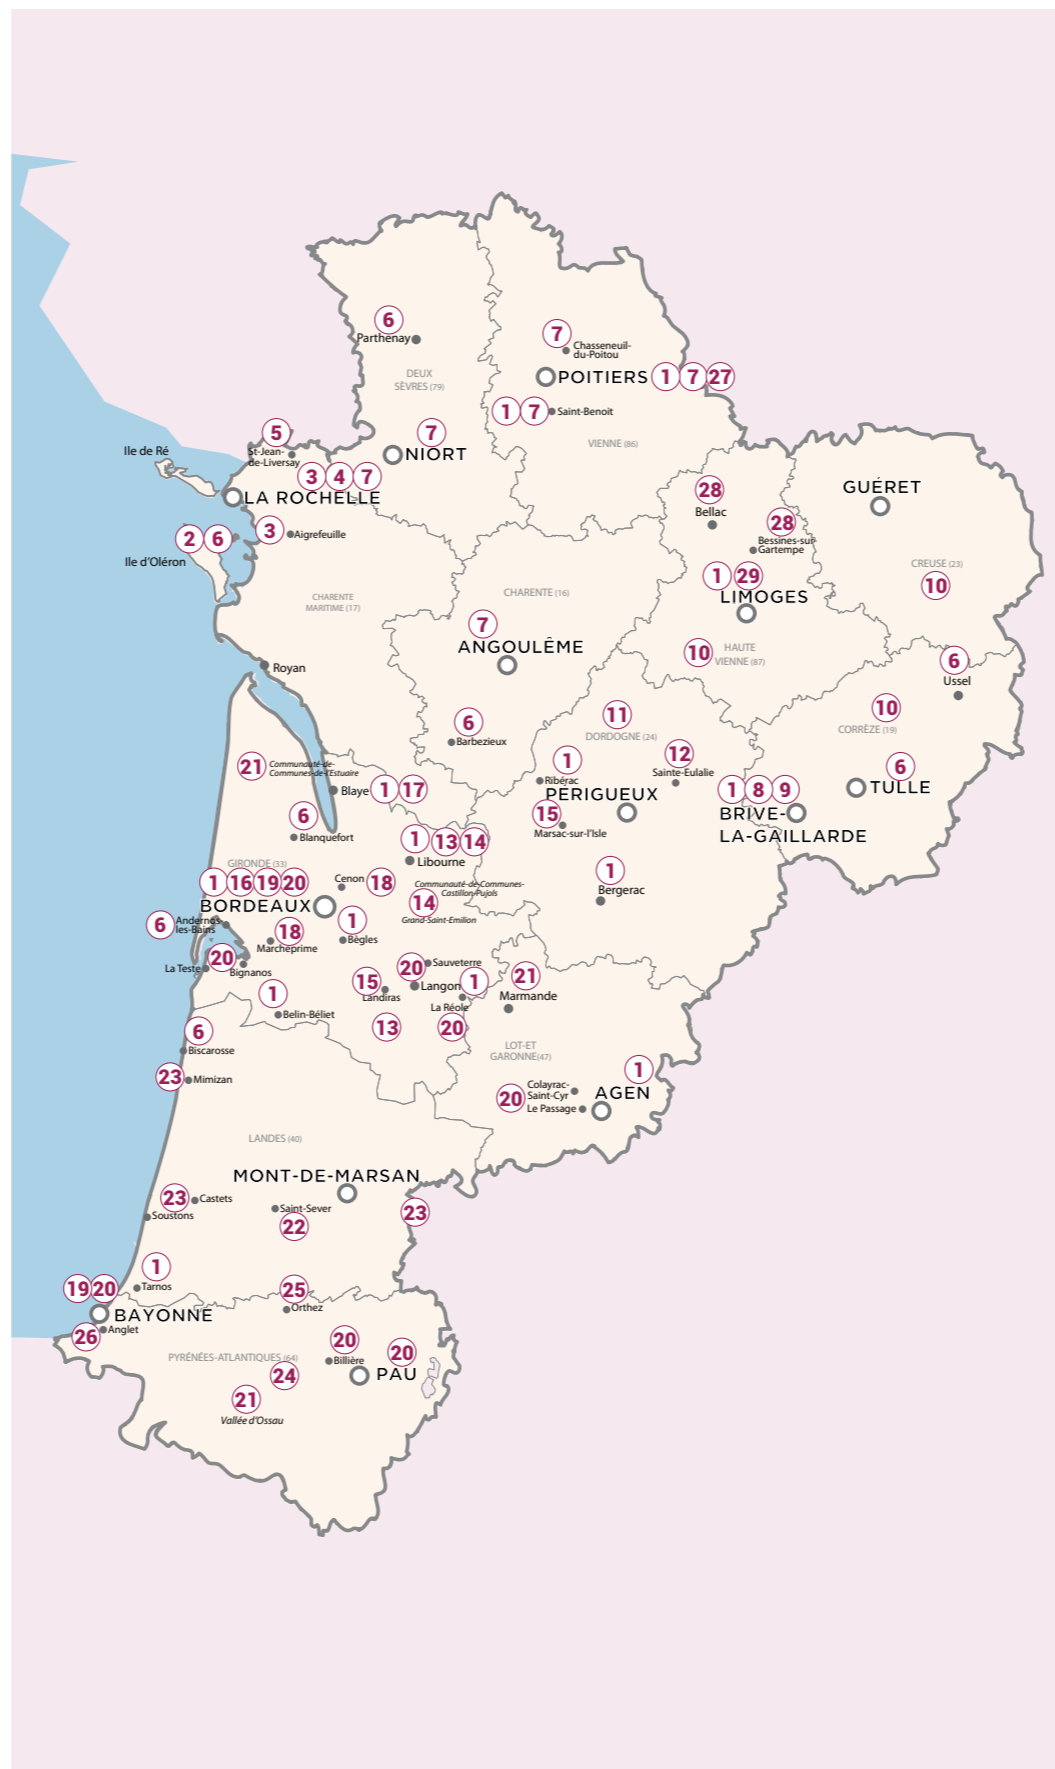 6
Parthenay
7
Chasseneuil-
du-Poitou
DEUX
SÈVRES (79)
POITIERS 1 7 27
1 7 Saint-Benoit
VIENNE (86)
5
St-Jean-
de-Liversay
7
NIORT
Ile de Ré
3 4 7
LA ROCHELLE
GUÉRET
28
Bellac
28
Bessines-sur-
Gartempe
2 6
Ile d'Oléron
3 Aigrefeuille
CREUSE (23)
10
1 29
LIMOGES
CHARENTE
MARITIME (17)
CHARENTE (16)
7
ANGOULÊME
10
HAUTE
VIENNE (87)
6
Ussel
Royan
11
DORDOGNE (24)
10
CORRÈZE (19)
6
Barbezieux
21
Communauté-de-
Communes-de-l'Estuaire
1
Ribérac
12
Sainte-Eulalie
6
TULLE
Blaye 1 17
PÉRIGUEUX
15
Marsac-sur-l'Isle
1 8 9
BRIVE-
LA-GAILLARDE
6
Blanquefort
1 13 14
Libourne
GIRONDE (33)
1 16 19 20
BORDEAUX
Cenon 18
Communauté-de-Communes-
Castillon-Pujols
14
Grand-Saint-Emilon
1
Bergerac
6
Andernos-
les-Bains
18
Marcheprime
1
Bègles
La Teste
20
Bignanos
20
Sauveterre
Langon
1
La Réole
20
21
Marmande
15
Landiras
13
1
Belin-Béliet
6
Biscarosse
23 Mimizan
LOT-ET
GARONNE(47)
1
AGEN
20
Colayrac-
Saint-Cyr
Le Passage
LANDES (40)
MONT-DE-MARSAN
23 Castets
Soustons
Saint-Sever
22
23
1
Tarnos
19 20
BAYONNE
26 Anglet
25
Orthez
PYRÉNÉES-ATLANTIQUES (64)
20
Billière
20
PAU
24
21
Vallée d'Ossau